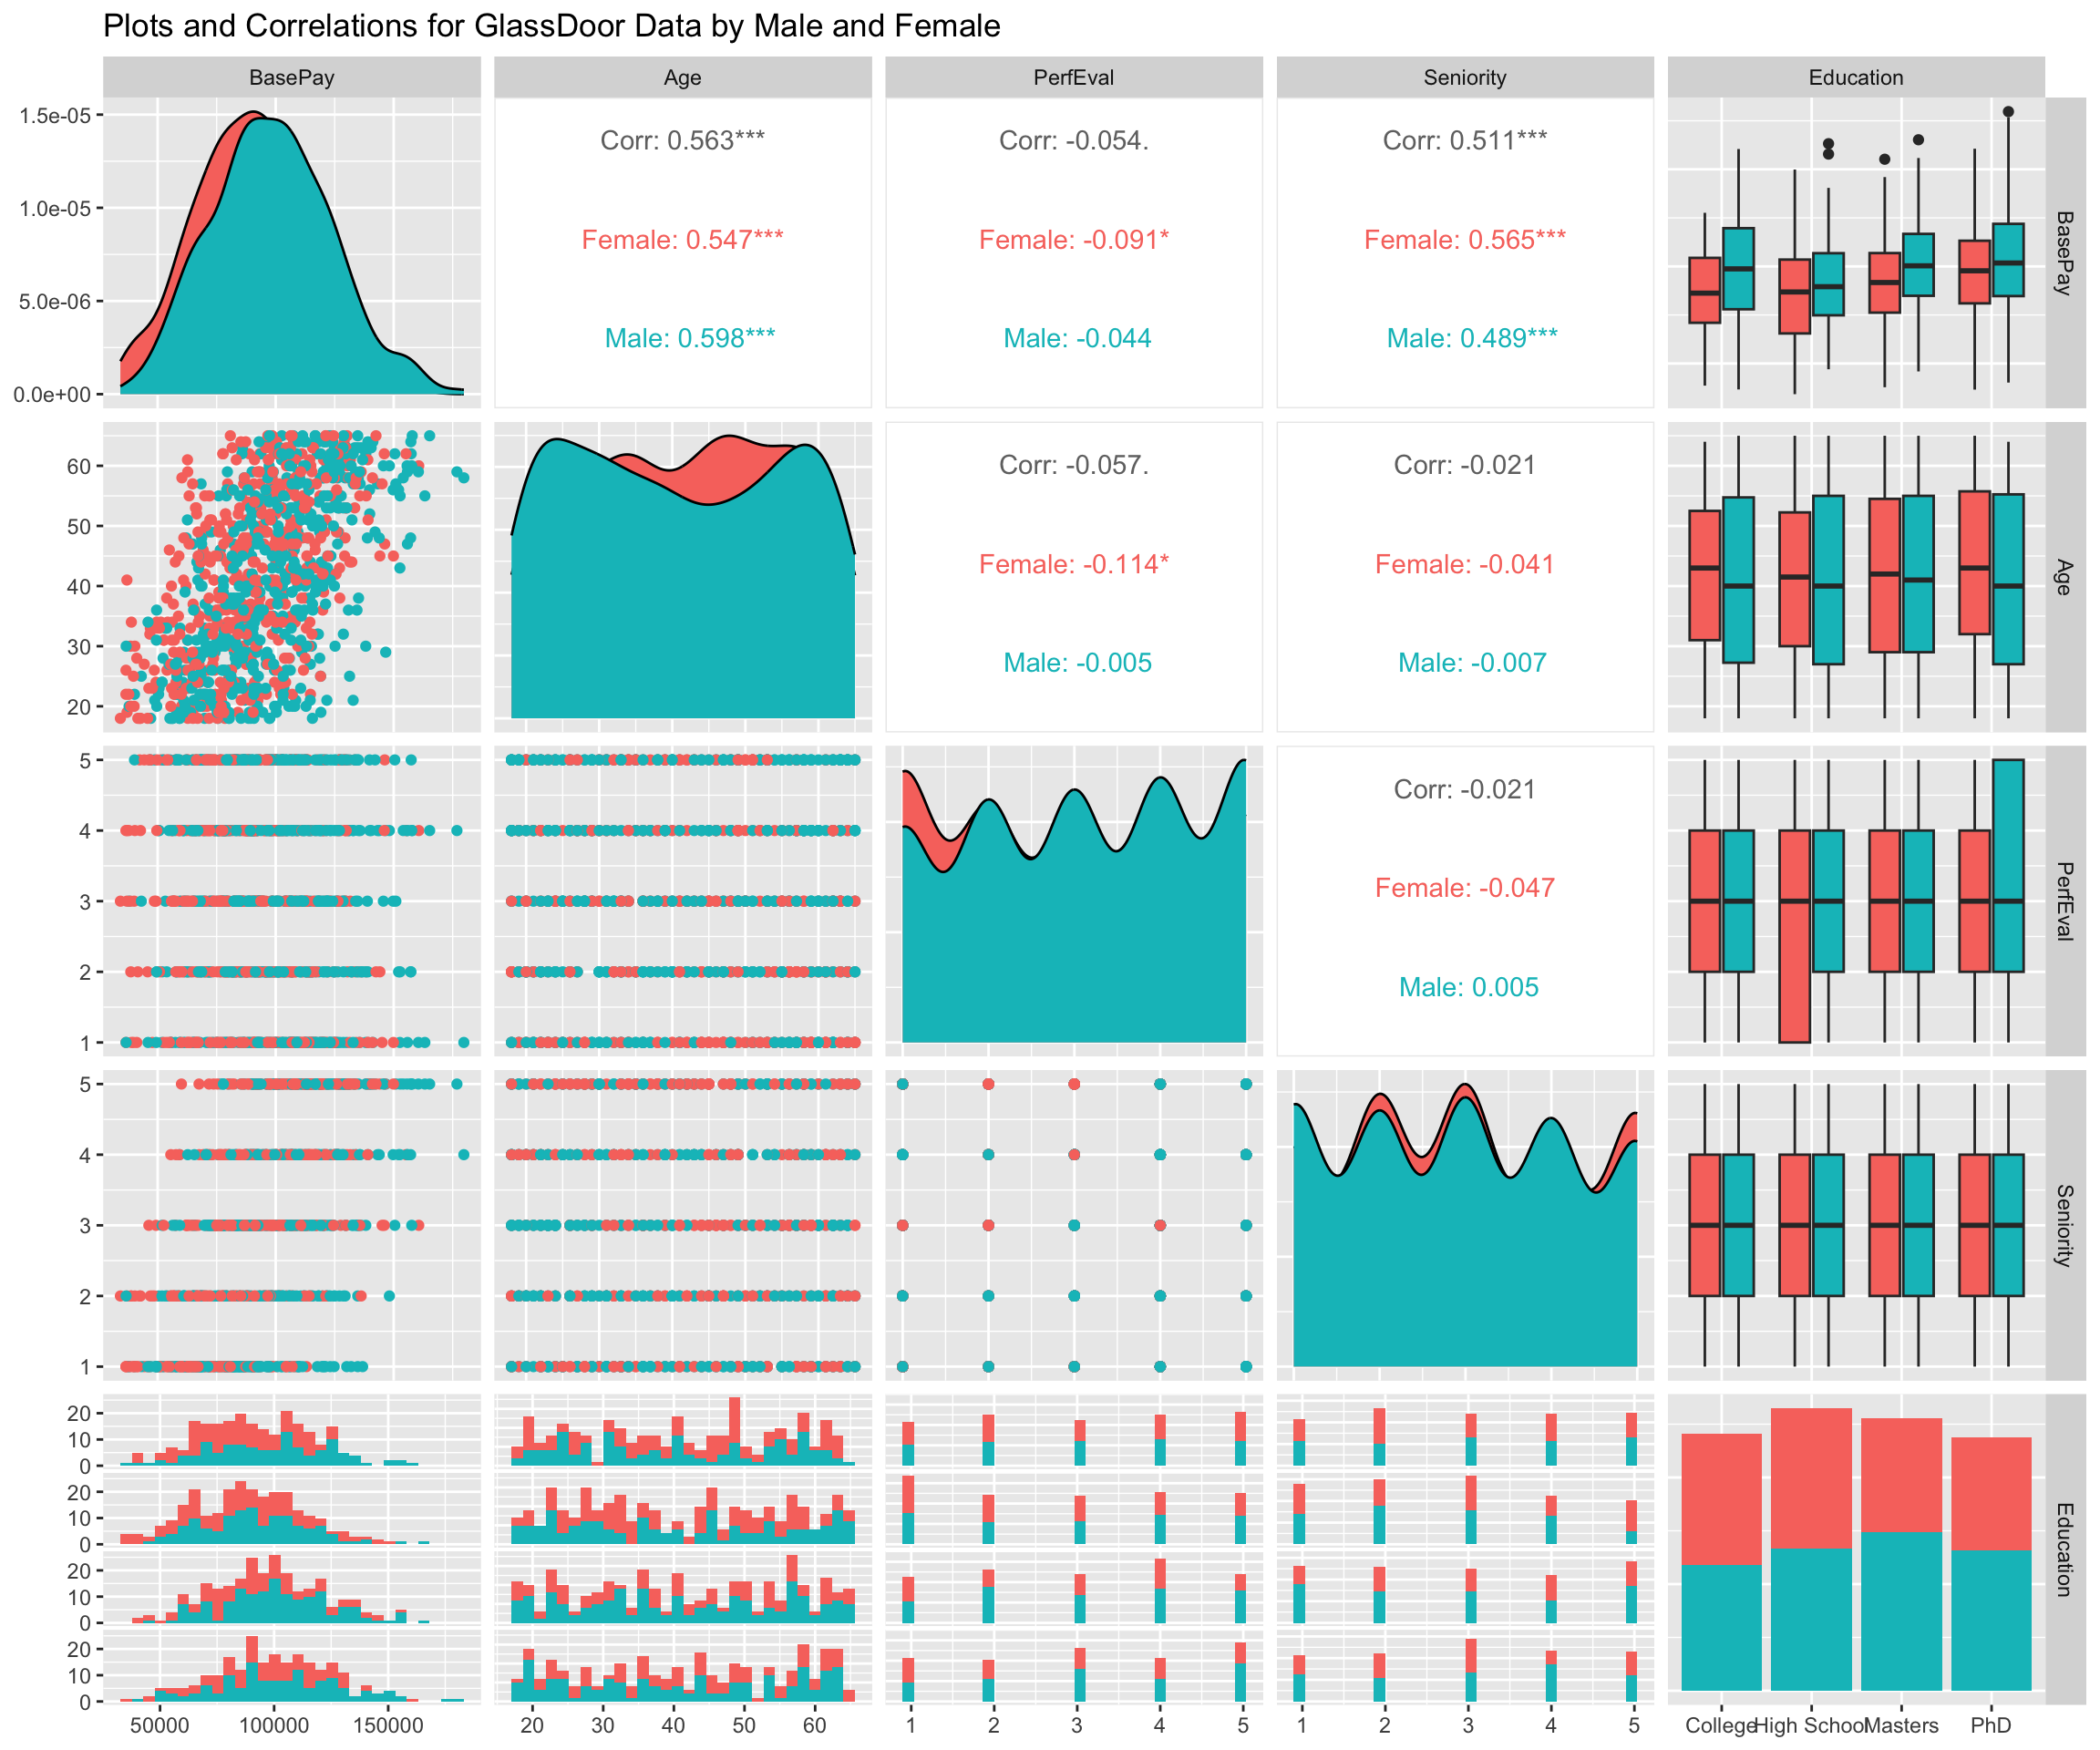 Plots and Correlations for GlassDoor Data by Male and Female
BasePay Age PerfEval Seniority Education
1.5e-05
1.0e-05
5.0e-06
0.0e+00
Corr: 0.563***
Female: 0.547***
Male: 0.598***
Corr: -0.054.
Female: -0.091*
Male: -0.044
Corr: 0.511***
Female: 0.565***
Male: 0.489***
BasePay
60
50
40
30
20
Corr: -0.057.
Female: -0.114*
Male: -0.005
Corr: -0.021
Female: -0.041
Male: -0.007
Age
5
4
3
2
1
Corr: -0.021
Female: -0.047
Male: 0.005
PerfEval
5
4
3
2
1
Seniority
20
10
0
20
10
0
20
10
0
20
10
0
Education
50000 100000 150000
20 30 40 50 60
1 2 3 4 5
1 2 3 4 5
College High School Masters PhD